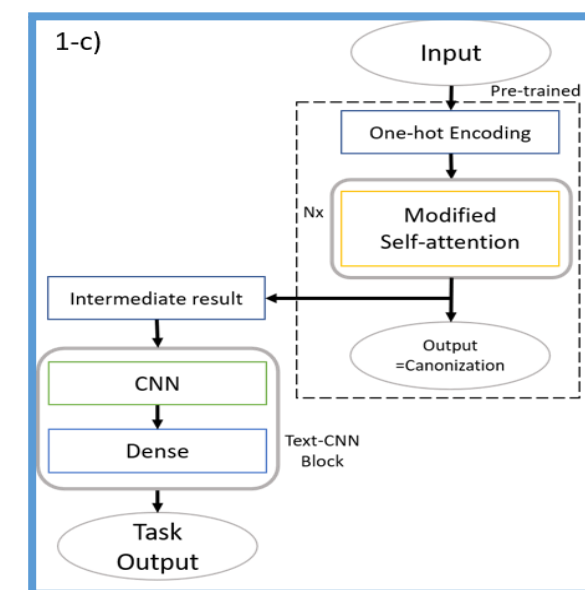 1-c)
Input
Pre-trained
One-hot Encoding
Nx
Modified
Self-attention
Intermediate result
Output
=Canonization
CNN
Dense
Text-CNN
Block
Task
Output